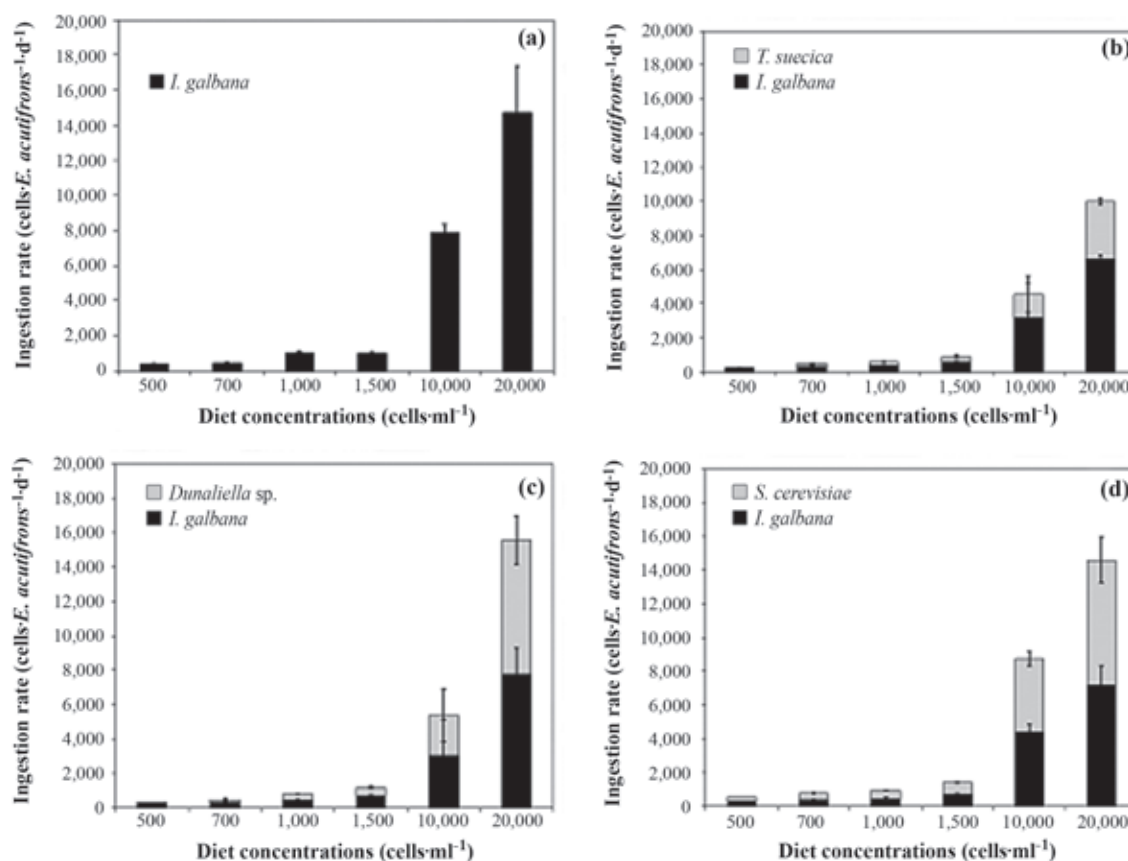 (a)
I. galbana
Ingestion rate (cells·E. acutifrons⁻¹·d⁻¹)
20,000
18,000
16,000
14,000
12,000
10,000
8,000
6,000
4,000
2,000
0
500 700 1,000 1,500 10,000 20,000
Diet concentrations (cells·ml⁻¹)
(b)
T. suecica
I. galbana
Ingestion rate (cells·E. acutifrons⁻¹·d⁻¹)
20,000
18,000
16,000
14,000
12,000
10,000
8,000
6,000
4,000
2,000
0
500 700 1,000 1,500 10,000 20,000
Diet concentrations (cells·ml⁻¹)
(c)
Dunaliella sp.
I. galbana
Ingestion rate (cells·E. acutifrons⁻¹·d⁻¹)
20,000
18,000
16,000
14,000
12,000
10,000
8,000
6,000
4,000
2,000
0
500 700 1,000 1,500 10,000 20,000
Diet concentrations (cells·ml⁻¹)
(d)
S. cerevisiae
I. galbana
Ingestion rate (cells·E. acutifrons⁻¹·d⁻¹)
20,000
18,000
16,000
14,000
12,000
10,000
8,000
6,000
4,000
2,000
0
500 700 1,000 1,500 10,000 20,000
Diet concentrations (cells·ml⁻¹)